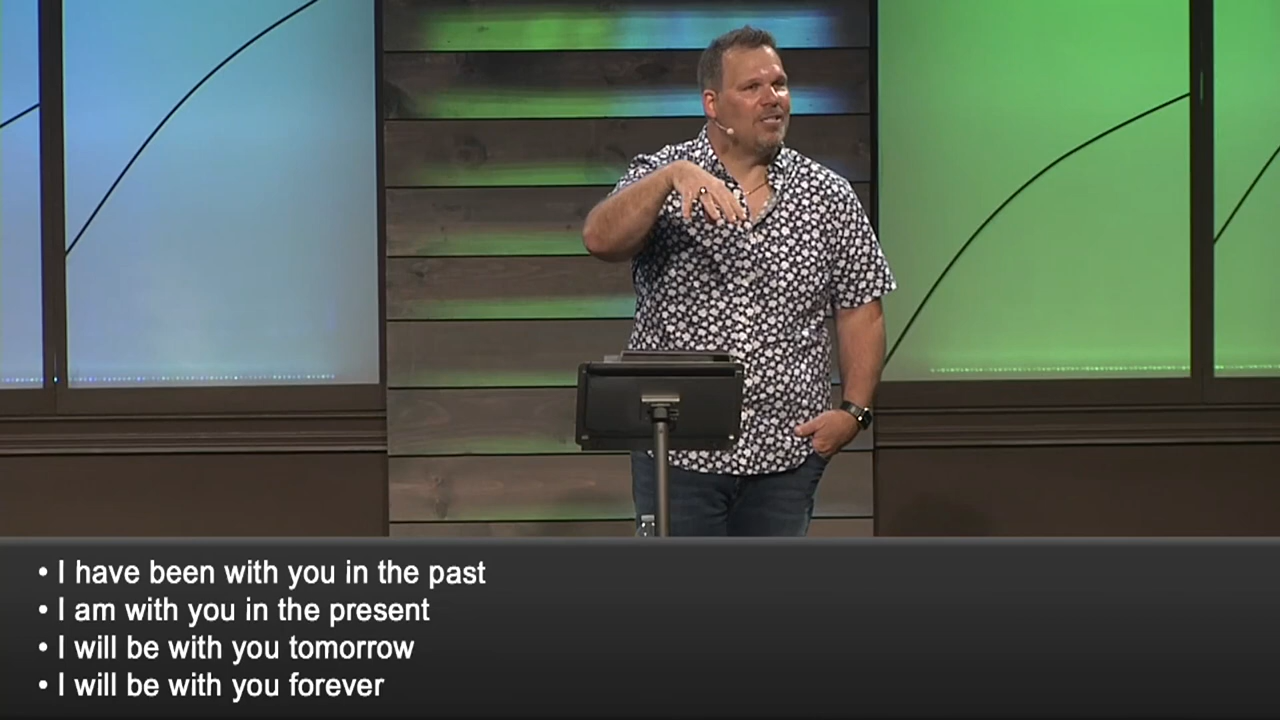 • I have been with you in the past
• I am with you in the present
• I will be with you tomorrow
• I will be with you forever